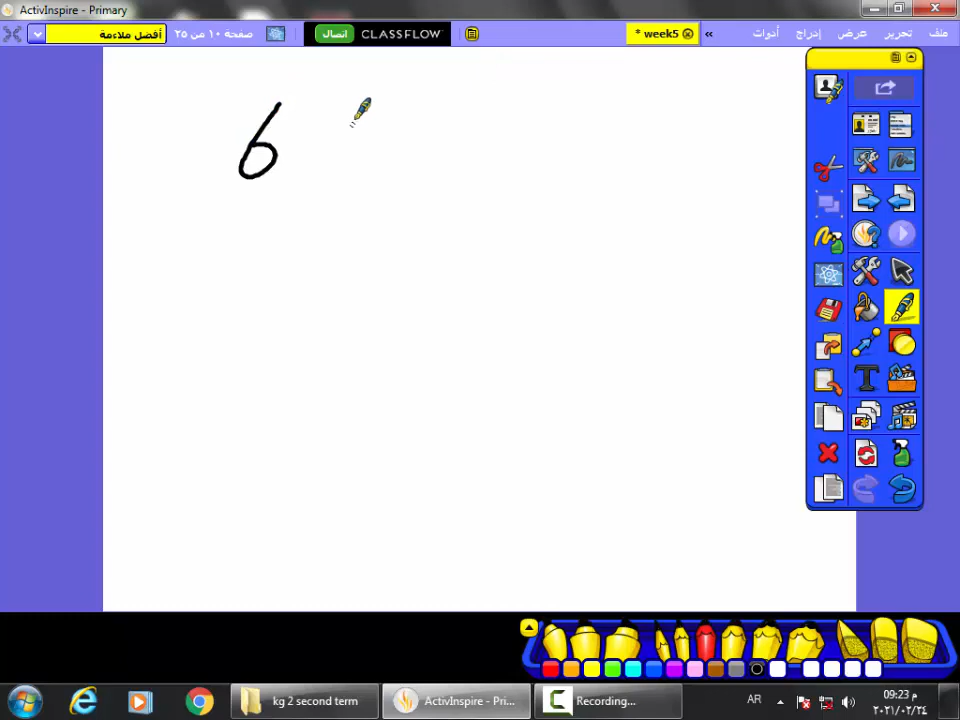 ActivInspire - Primary
أفضل ملاءمة صفحة ١٠ من ٢٥ اتصال CLASSFLOW * week5 « أدوات إدراج عرض تحرير ملف
6
kg 2 second term ActivInspire - Pri... Recording... AR 09:23 م
٢٠٢١/٠٢/٢٤